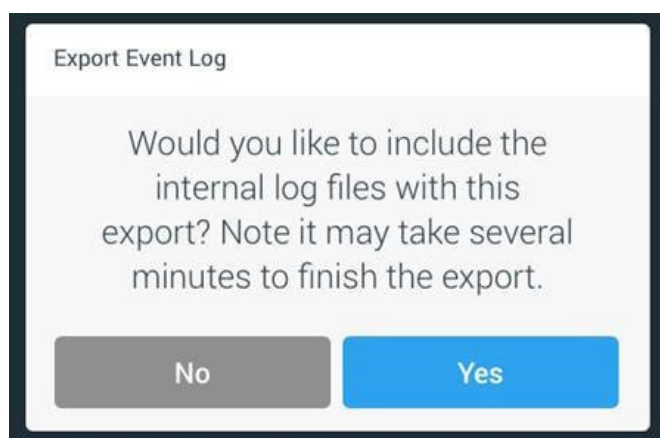 Export Event Log
Would you like to include the
internal log files with this
export? Note it may take several
minutes to finish the export.
No
Yes